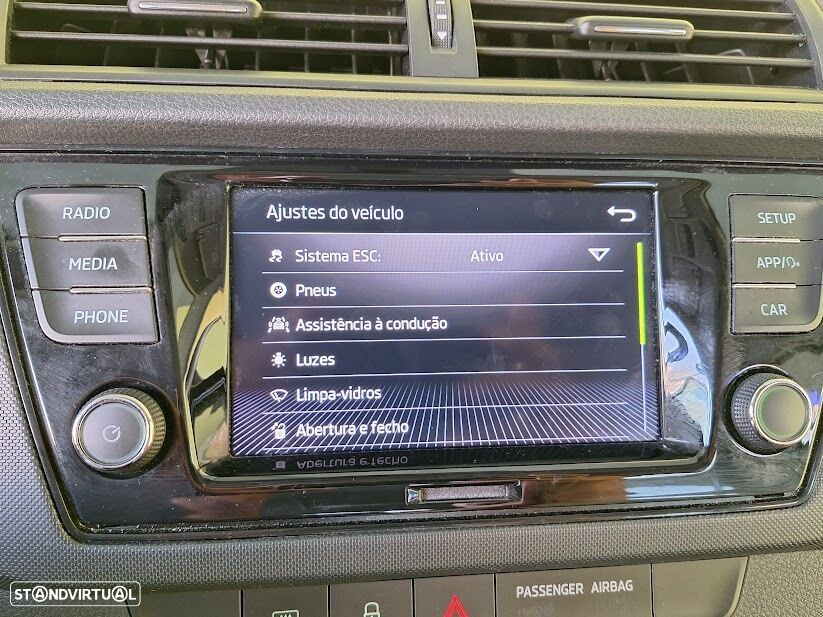 RADIO
MEDIA
PHONE
Ajustes do veículo
Sistema ESC: Ativo
Pneus
Assistência à condução
Luzes
Limpa-vidros
Abertura e fecho
SETUP
APP/
CAR
PASSENGER AIRBAG
STANDVIRTUAL